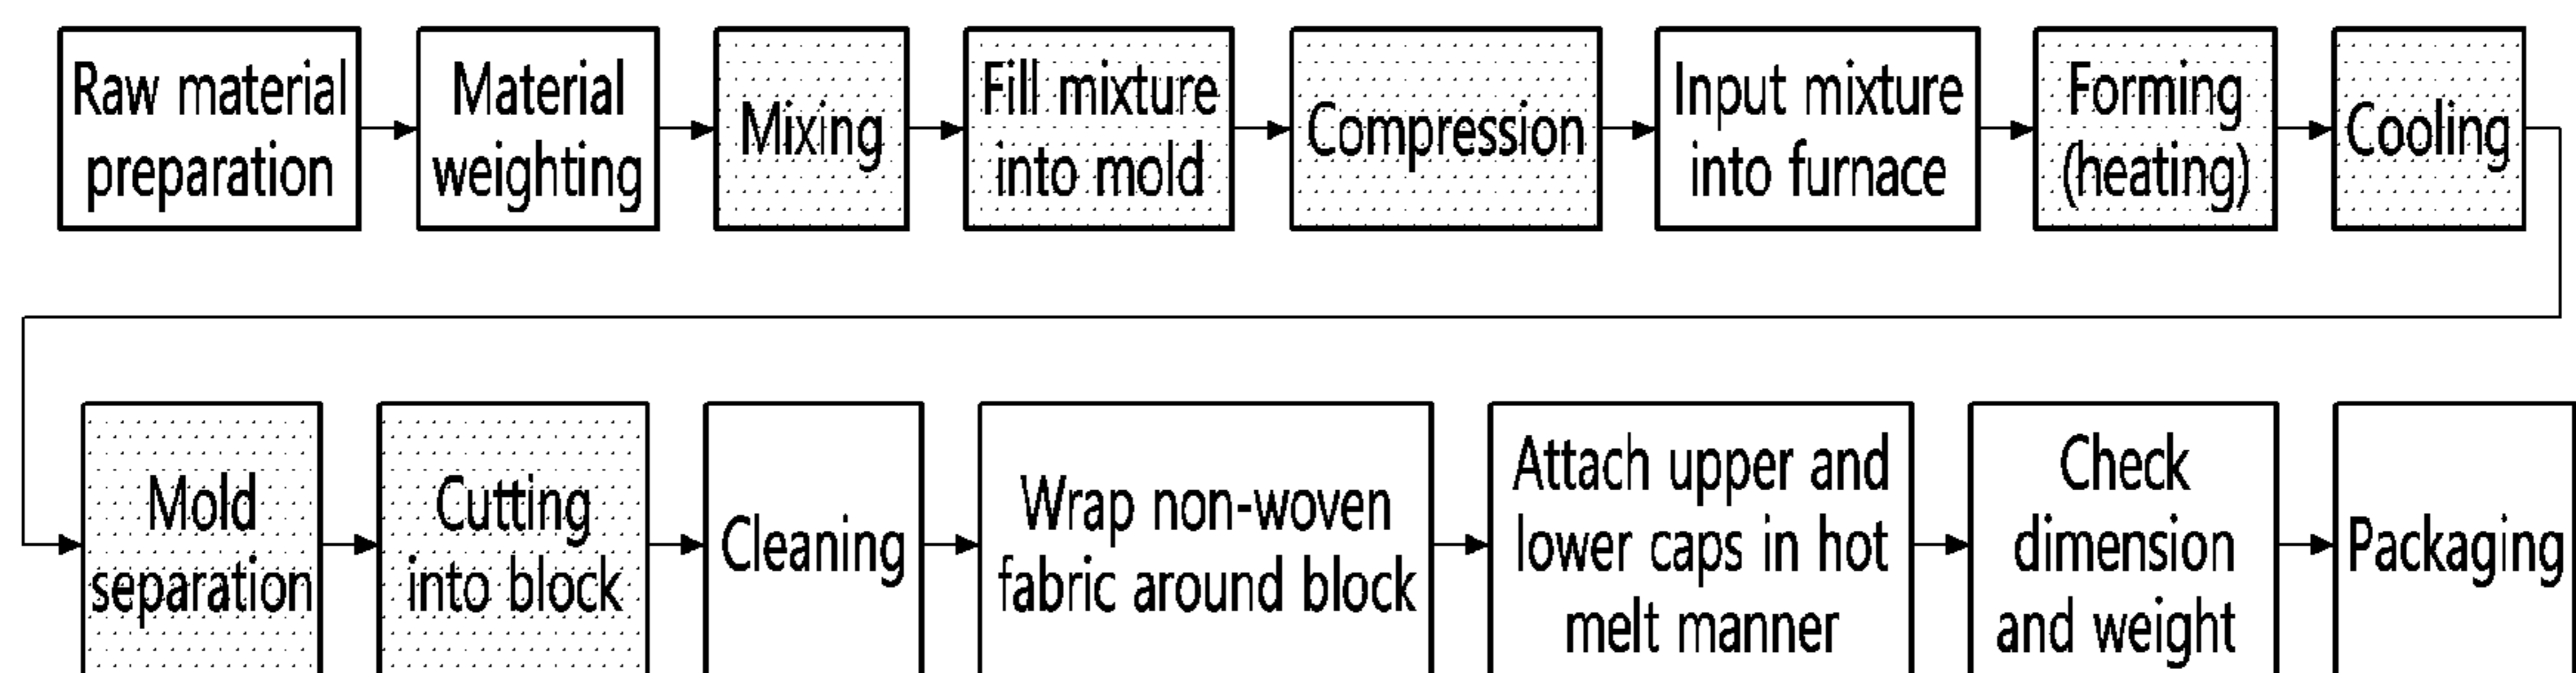 Raw material
preparation
Material
weighting
Mixing
Fill mixture
into mold
Compression
Input mixture
into furnace
Forming
(heating)
Cooling
Mold
separation
Cutting
into block
Cleaning
Wrap non-woven
fabric around block
Attach upper and
lower caps in hot
melt manner
Check
dimension
and weight
Packaging